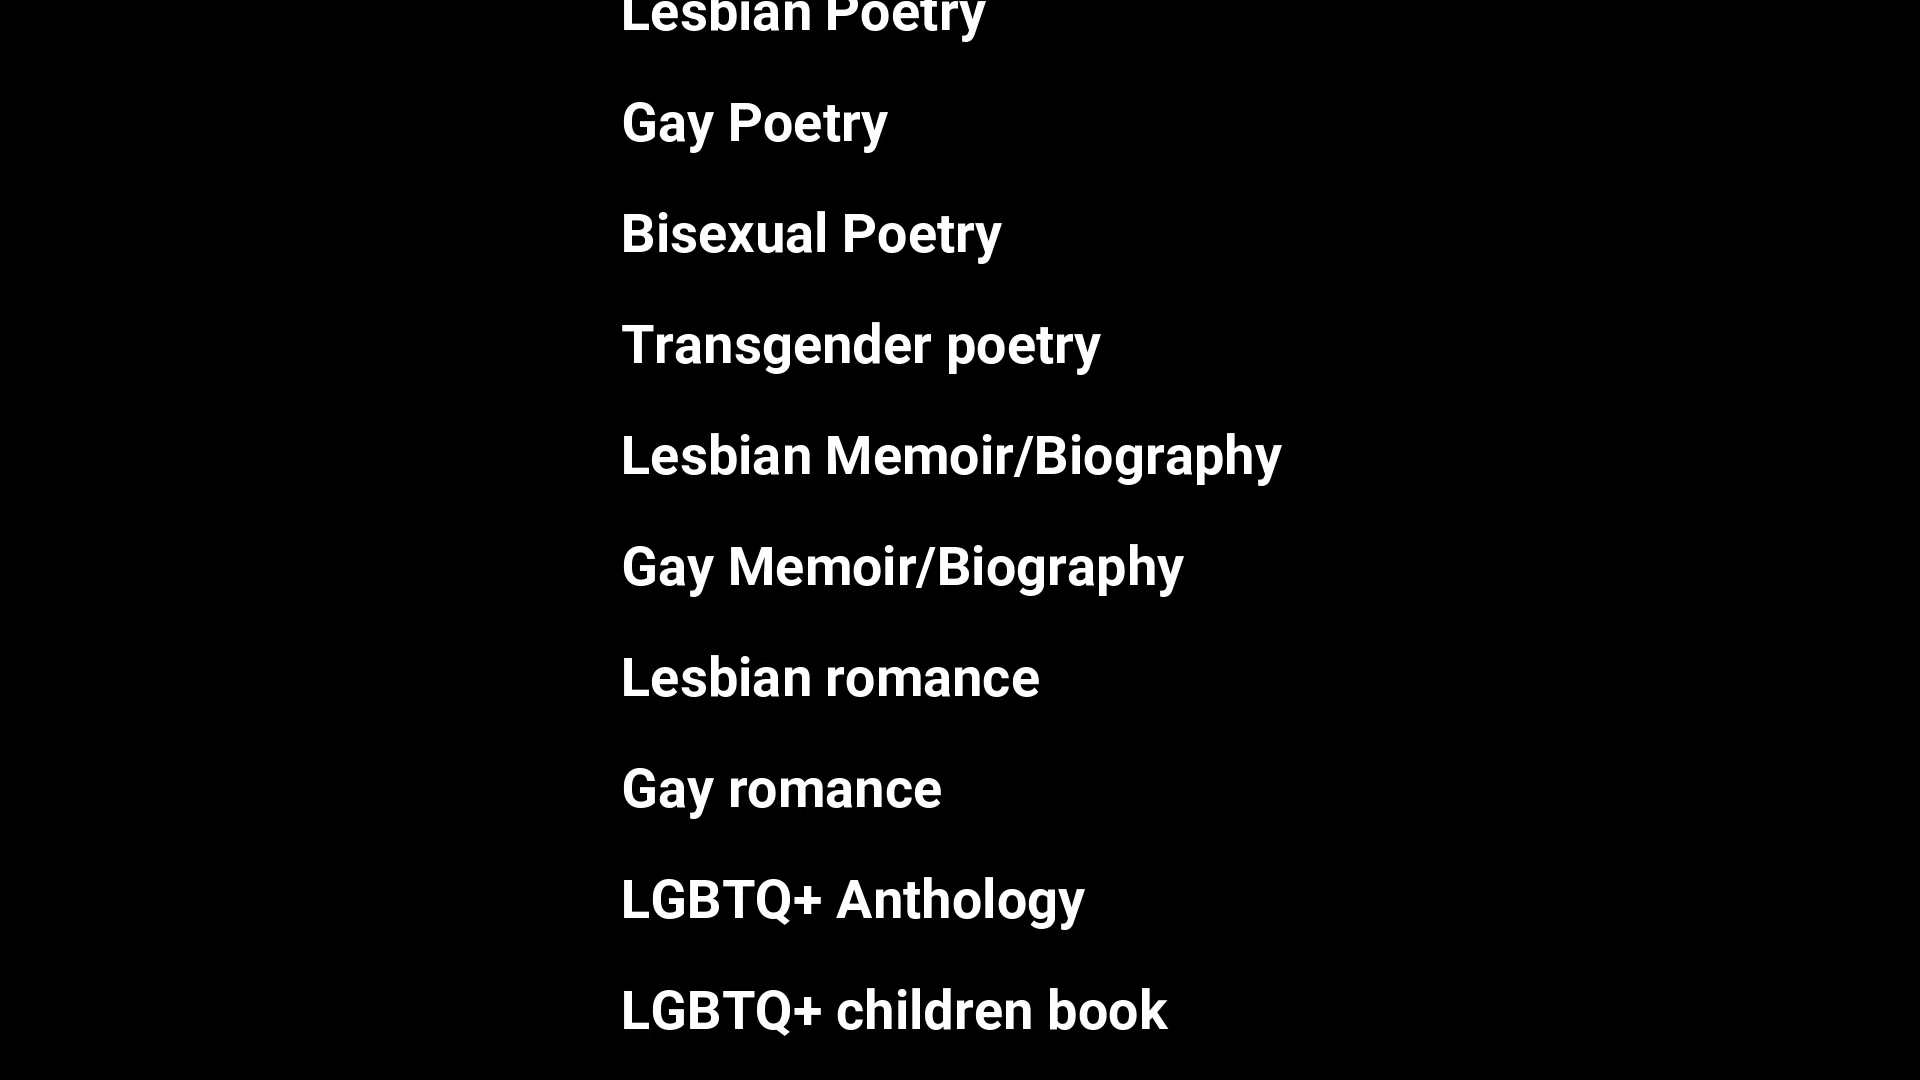 Lesbian Poetry
Gay Poetry
Bisexual Poetry
Transgender poetry
Lesbian Memoir/Biography
Gay Memoir/Biography
Lesbian romance
Gay romance
LGBTQ+ Anthology
LGBTQ+ children book